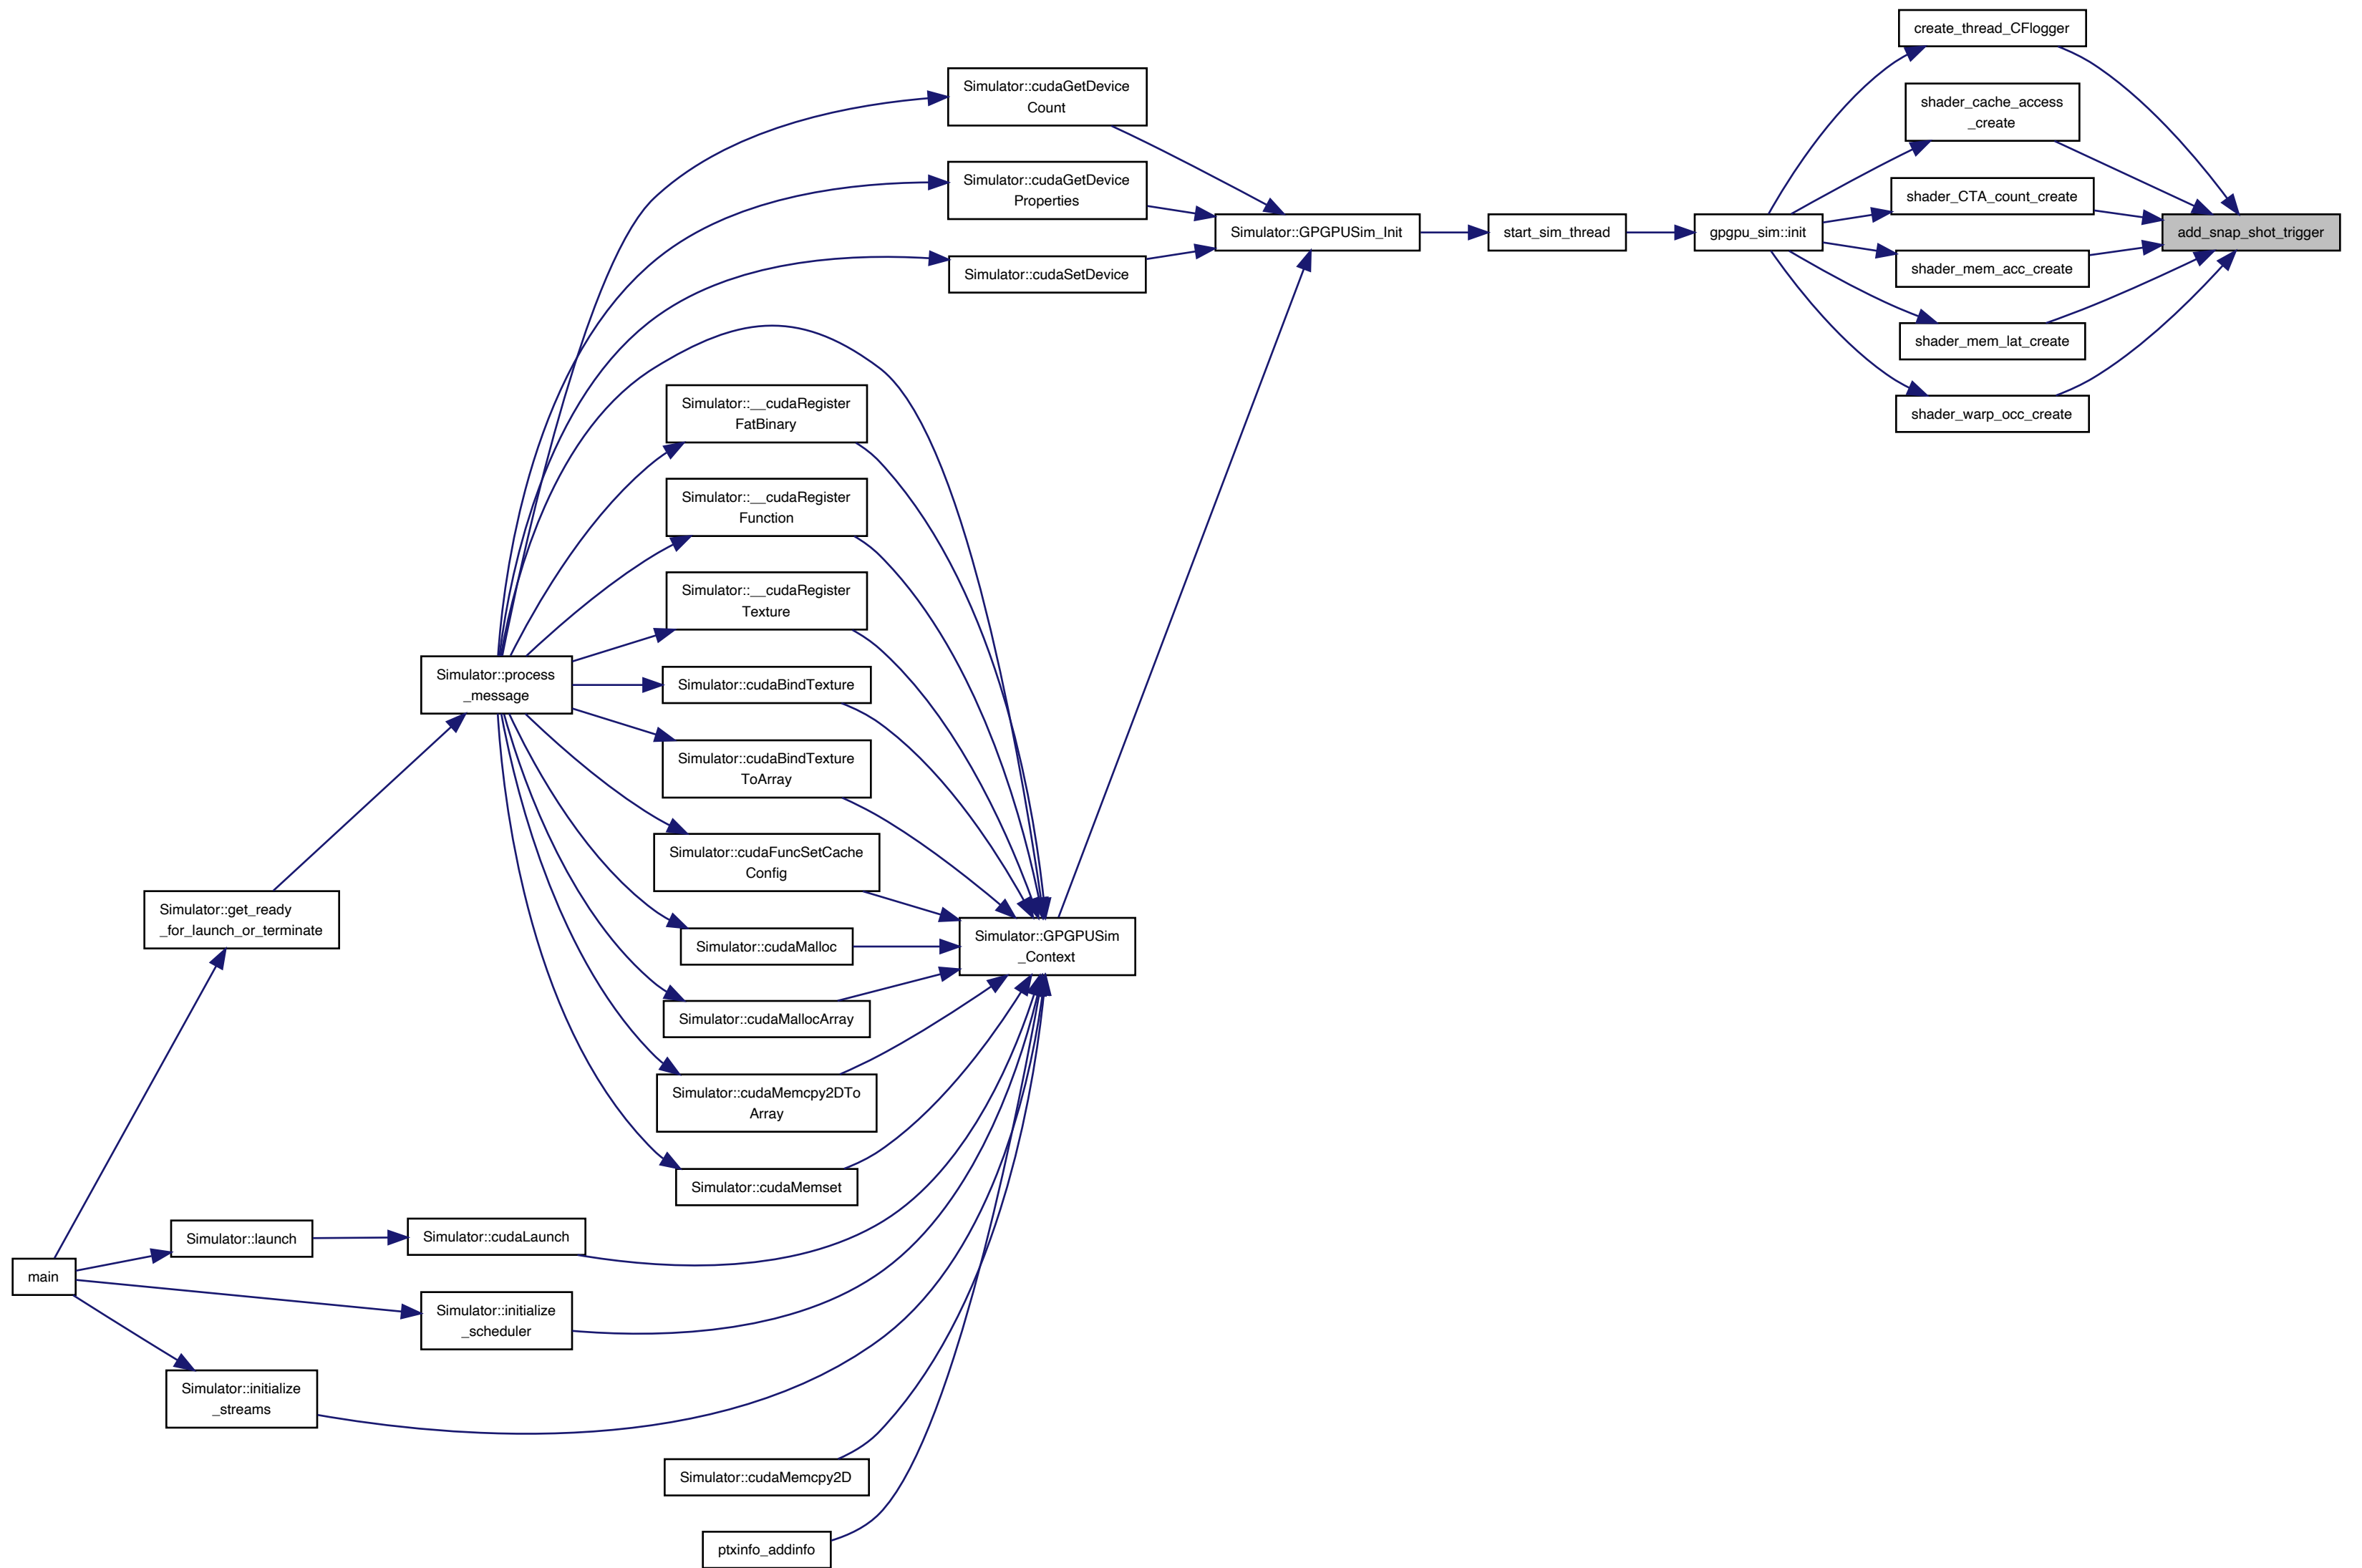 create_thread_CFlogger
Simulator::cudaGetDevice
Count
shader_cache_access
_create
Simulator::cudaGetDevice
Properties
shader_CTA_count_create
Simulator::GPGPUSim_Init
start_sim_thread
gpgpu_sim::init
add_snap_shot_trigger
Simulator::cudaSetDevice
shader_mem_acc_create
shader_mem_lat_create
Simulator::__cudaRegister
FatBinary
shader_warp_occ_create
Simulator::__cudaRegister
Function
Simulator::__cudaRegister
Texture
Simulator::process
_message
Simulator::cudaBindTexture
Simulator::cudaBindTexture
ToArray
Simulator::cudaFuncSetCache
Config
Simulator::get_ready
_for_launch_or_terminate
Simulator::cudaMalloc
Simulator::GPGPUSim
_Context
Simulator::cudaMallocArray
Simulator::cudaMemcpy2DTo
Array
Simulator::cudaMemset
Simulator::launch
Simulator::cudaLaunch
main
Simulator::initialize
_scheduler
Simulator::initialize
_streams
Simulator::cudaMemcpy2D
ptxinfo_addinfo